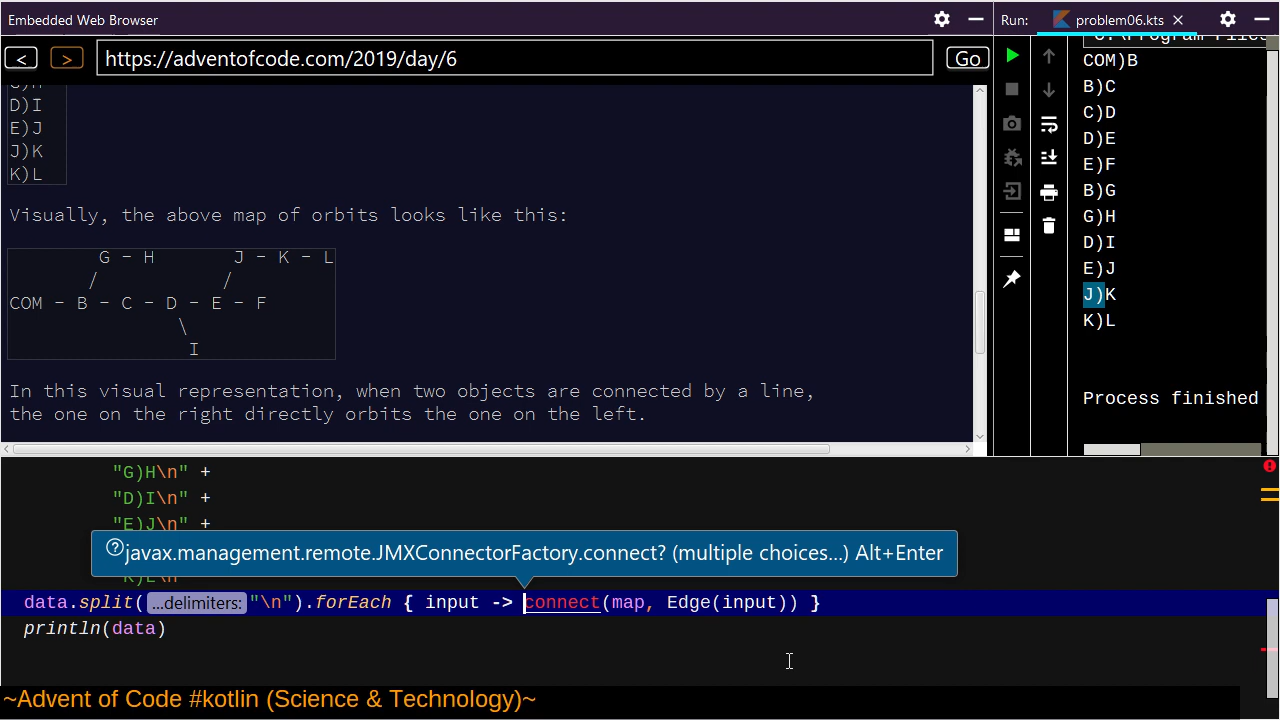 Embedded Web Browser
Run: problem06.kts
< > https://adventofcode.com/2019/day/6 Go
D)I
E)J
J)K
K)L
Visually, the above map of orbits looks like this:
G - H J - K - L
/ /
COM - B - C - D - E - F
\
I
In this visual representation, when two objects are connected by a line,
the one on the right directly orbits the one on the left.
COM)B
B)C
C)D
D)E
E)F
B)G
G)H
D)I
E)J
J)K
K)L
Process finished
"G)H\n" +
"D)I\n" +
"E)J\n" +
javax.management.remote.JMXConnectorFactory.connect? (multiple choices...) Alt+Enter
data.split( ...delimiters: "\n").forEach { input -> connect(map, Edge(input)) }
println(data)
~Advent of Code #kotlin (Science & Technology)~